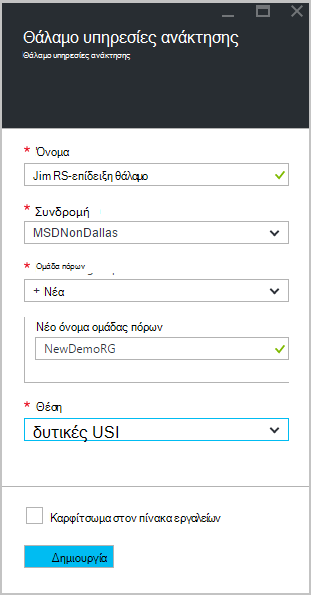 Θάλαμο υπηρεσίες ανάκτησης
Θάλαμο υπηρεσίες ανάκτησης
* Όνομα
Jim RS-επίδειξη θάλαμο
* Συνδρομή
MSDNonDallas
* Ομάδα πόρων
+ Νέα
Νέο όνομα ομάδας πόρων
NewDemoRG
* Θέση
δυτικές USI
Καρφίτσωμα στον πίνακα εργαλείων
Δημιουργία